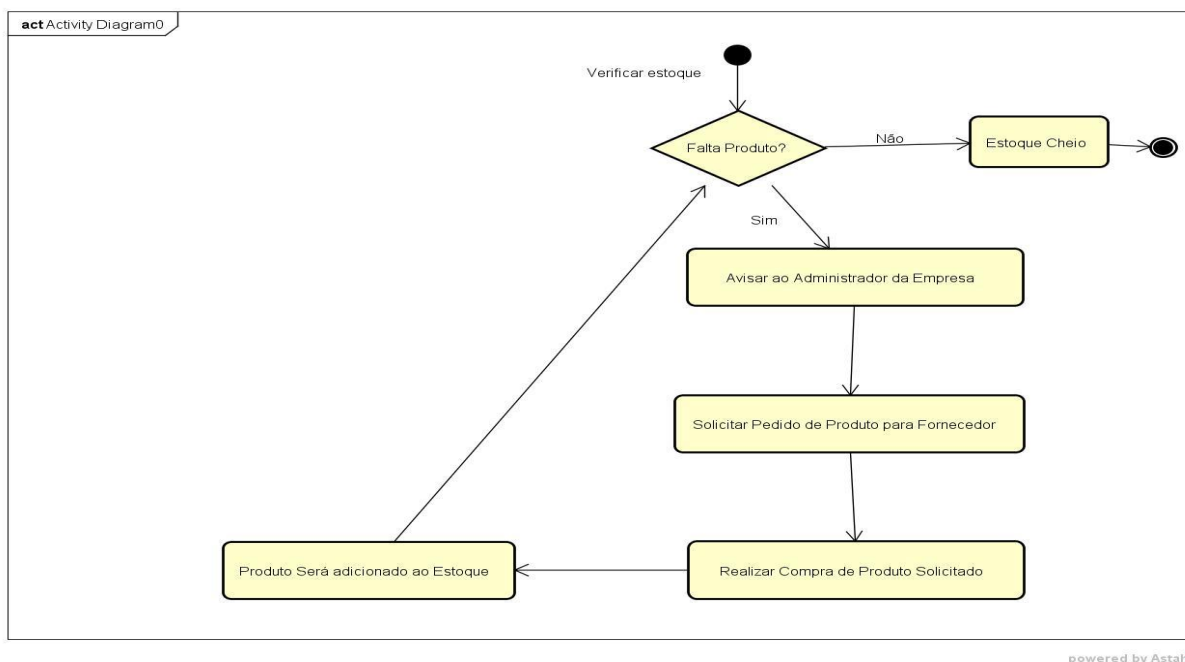 act Activity Diagram0
Verificar estoque
Falta Produto?
Não
Estoque Cheio
Sim
Avisar ao Administrador da Empresa
Solicitar Pedido de Produto para Fornecedor
Produto Será adicionado ao Estoque
Realizar Compra de Produto Solicitado
powered by Astah